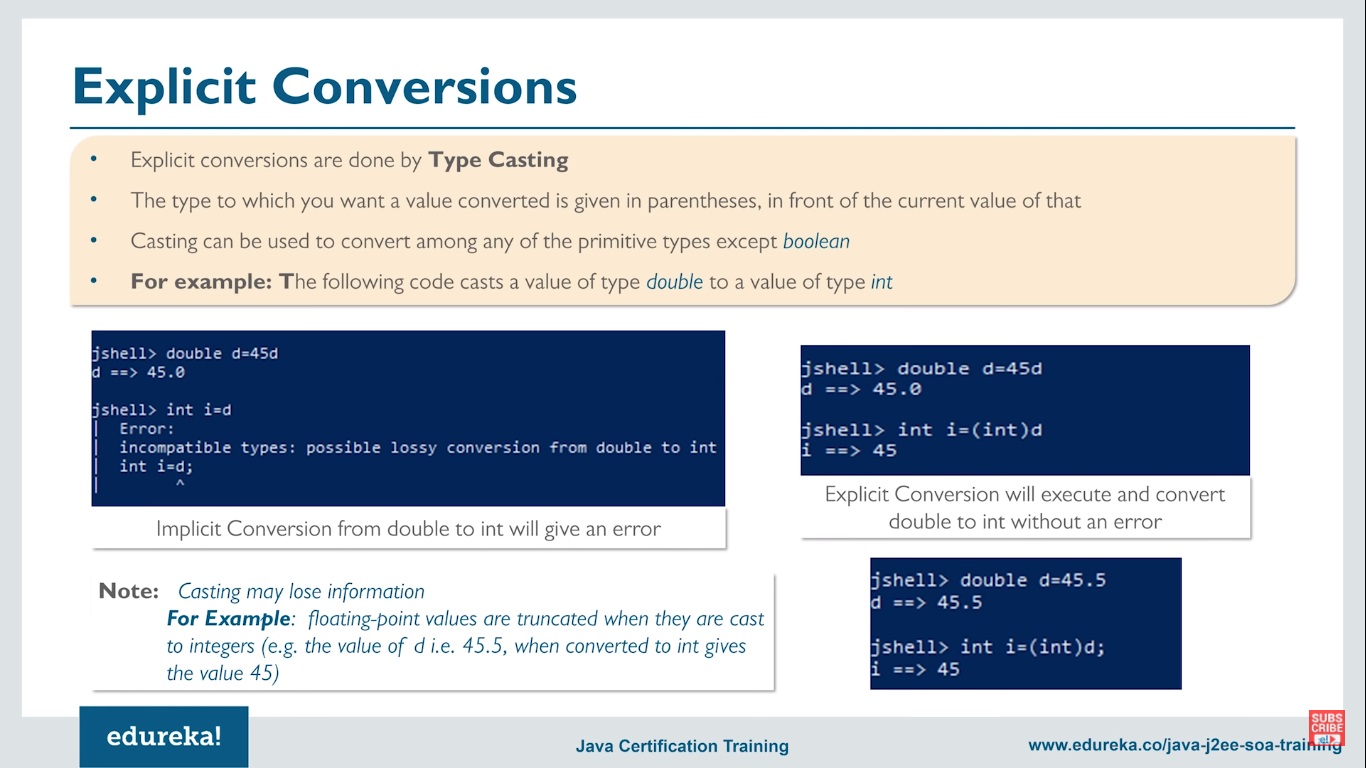 Explicit Conversions
• Explicit conversions are done by Type Casting
• The type to which you want a value converted is given in parentheses, in front of the current value of that
• Casting can be used to convert among any of the primitive types except boolean
• For example: The following code casts a value of type double to a value of type int
jshell> double d=45d
d ==> 45.0
jshell> int i=d
|  Error:
|  incompatible types: possible lossy conversion from double to int
|  int i=d;
|        ^
Implicit Conversion from double to int will give an error
jshell> double d=45d
d ==> 45.0
jshell> int i=(int)d
i ==> 45
Explicit Conversion will execute and convert
double to int without an error
Note: Casting may lose information
For Example: floating-point values are truncated when they are cast
to integers (e.g. the value of d i.e. 45.5, when converted to int gives
the value 45)
jshell> double d=45.5
d ==> 45.5
jshell> int i=(int)d;
i ==> 45
edureka!
Java Certification Training
www.edureka.co/java-j2ee-soa-training
SUBS
CRIBE